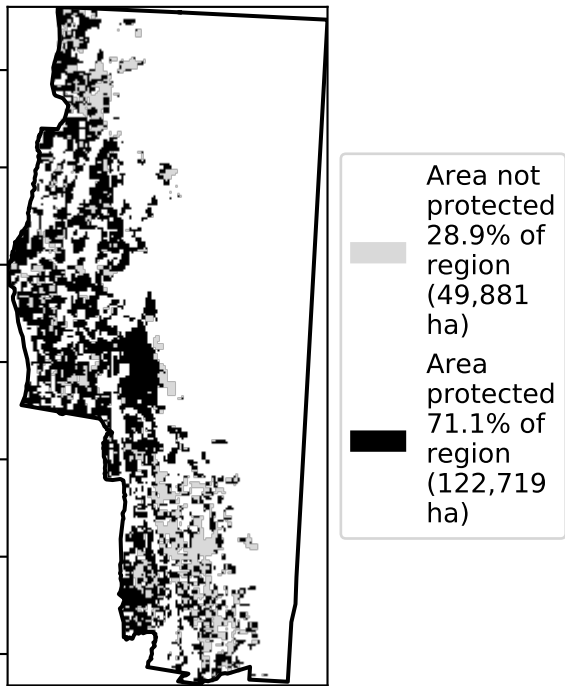 Area not
protected
28.9% of
region
(49,881
ha)
Area
protected
71.1% of
region
(122,719
ha)